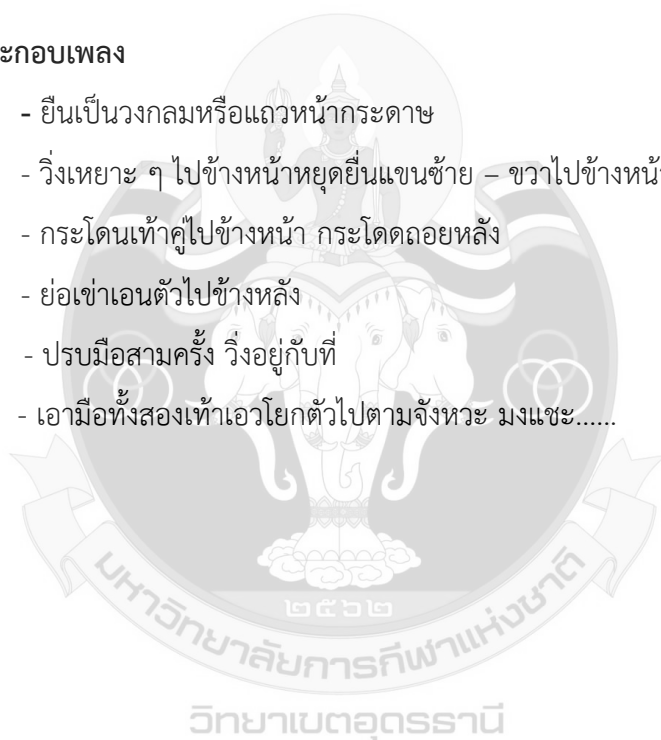 ะกอบเพลง
- ยืนเป็นวงกลมหรือแถวหน้ากระดาษ
- วิ่งเหยาะ ๆ ไปข้างหน้าหยุดยื่นแขนซ้าย – ขวาไปข้างหน้
- กระโดนเท้าคู่ไปข้างหน้า กระโดดถอยหลัง
- ย่อเข่าเอนตัวไปข้างหลัง
- ปรบมือสามครั้ง วิ่งอยู่กับที่
- เอามือทั้งสองเท้าเอวโยกตัวไปตามจังหวะ มงแชะ......
๒๕๖๒
มหาวิทยาลัยการกีฬาแห่งชาติ
วิทยาเขตอุดรธานี